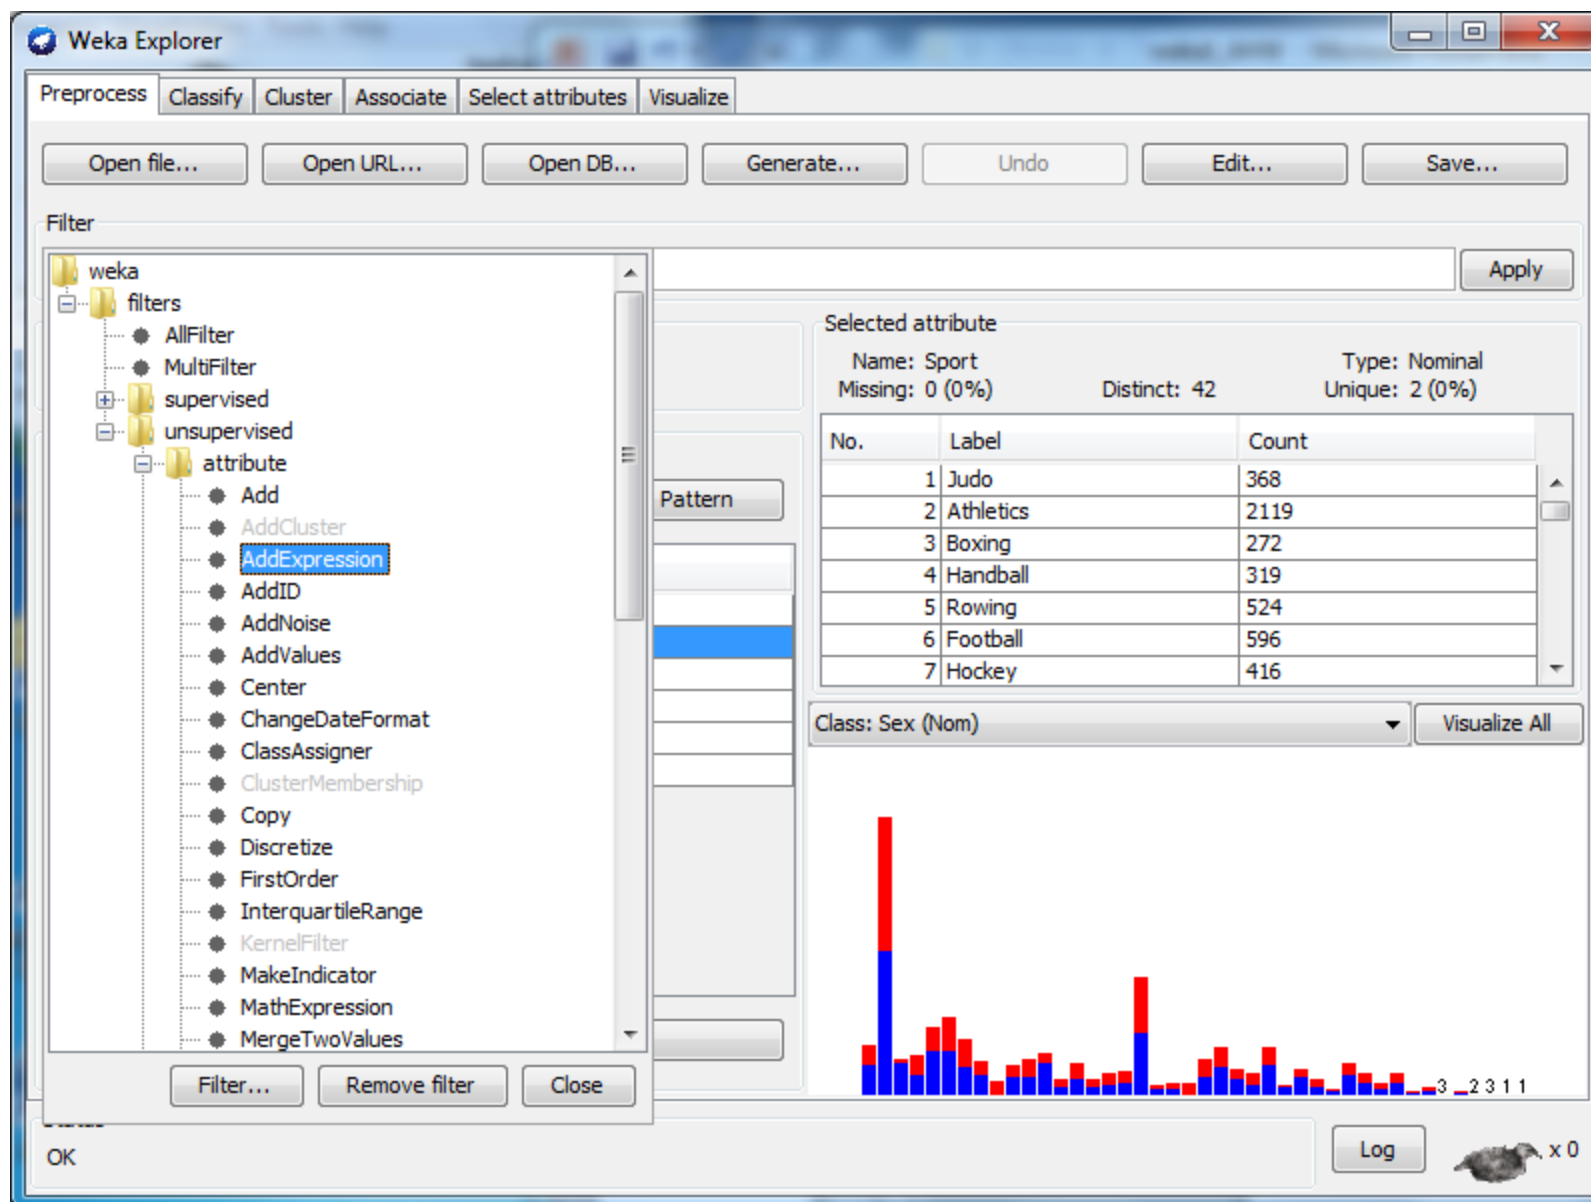 Weka Explorer
Preprocess Classify Cluster Associate Select attributes Visualize
Open file... Open URL... Open DB... Generate... Undo Edit... Save...
Filter
weka
Apply
filters
AllFilter
MultiFilter
supervised
unsupervised
attribute
Add
AddCluster
AddExpression
AddID
AddNoise
AddValues
Center
ChangeDateFormat
ClassAssigner
ClusterMembership
Copy
Discretize
FirstOrder
InterquartileRange
KernelFilter
MakeIndicator
MathExpression
MergeTwoValues
Filter... Remove filter Close
Pattern
Selected attribute
Name: Sport Type: Nominal
Missing: 0 (0%) Distinct: 42 Unique: 2 (0%)
No. Label Count
1 Judo 368
2 Athletics 2119
3 Boxing 272
4 Handball 319
5 Rowing 524
6 Football 596
7 Hockey 416
Class: Sex (Nom) Visualize All
3 2 3 1 1
Status
OK
Log x 0